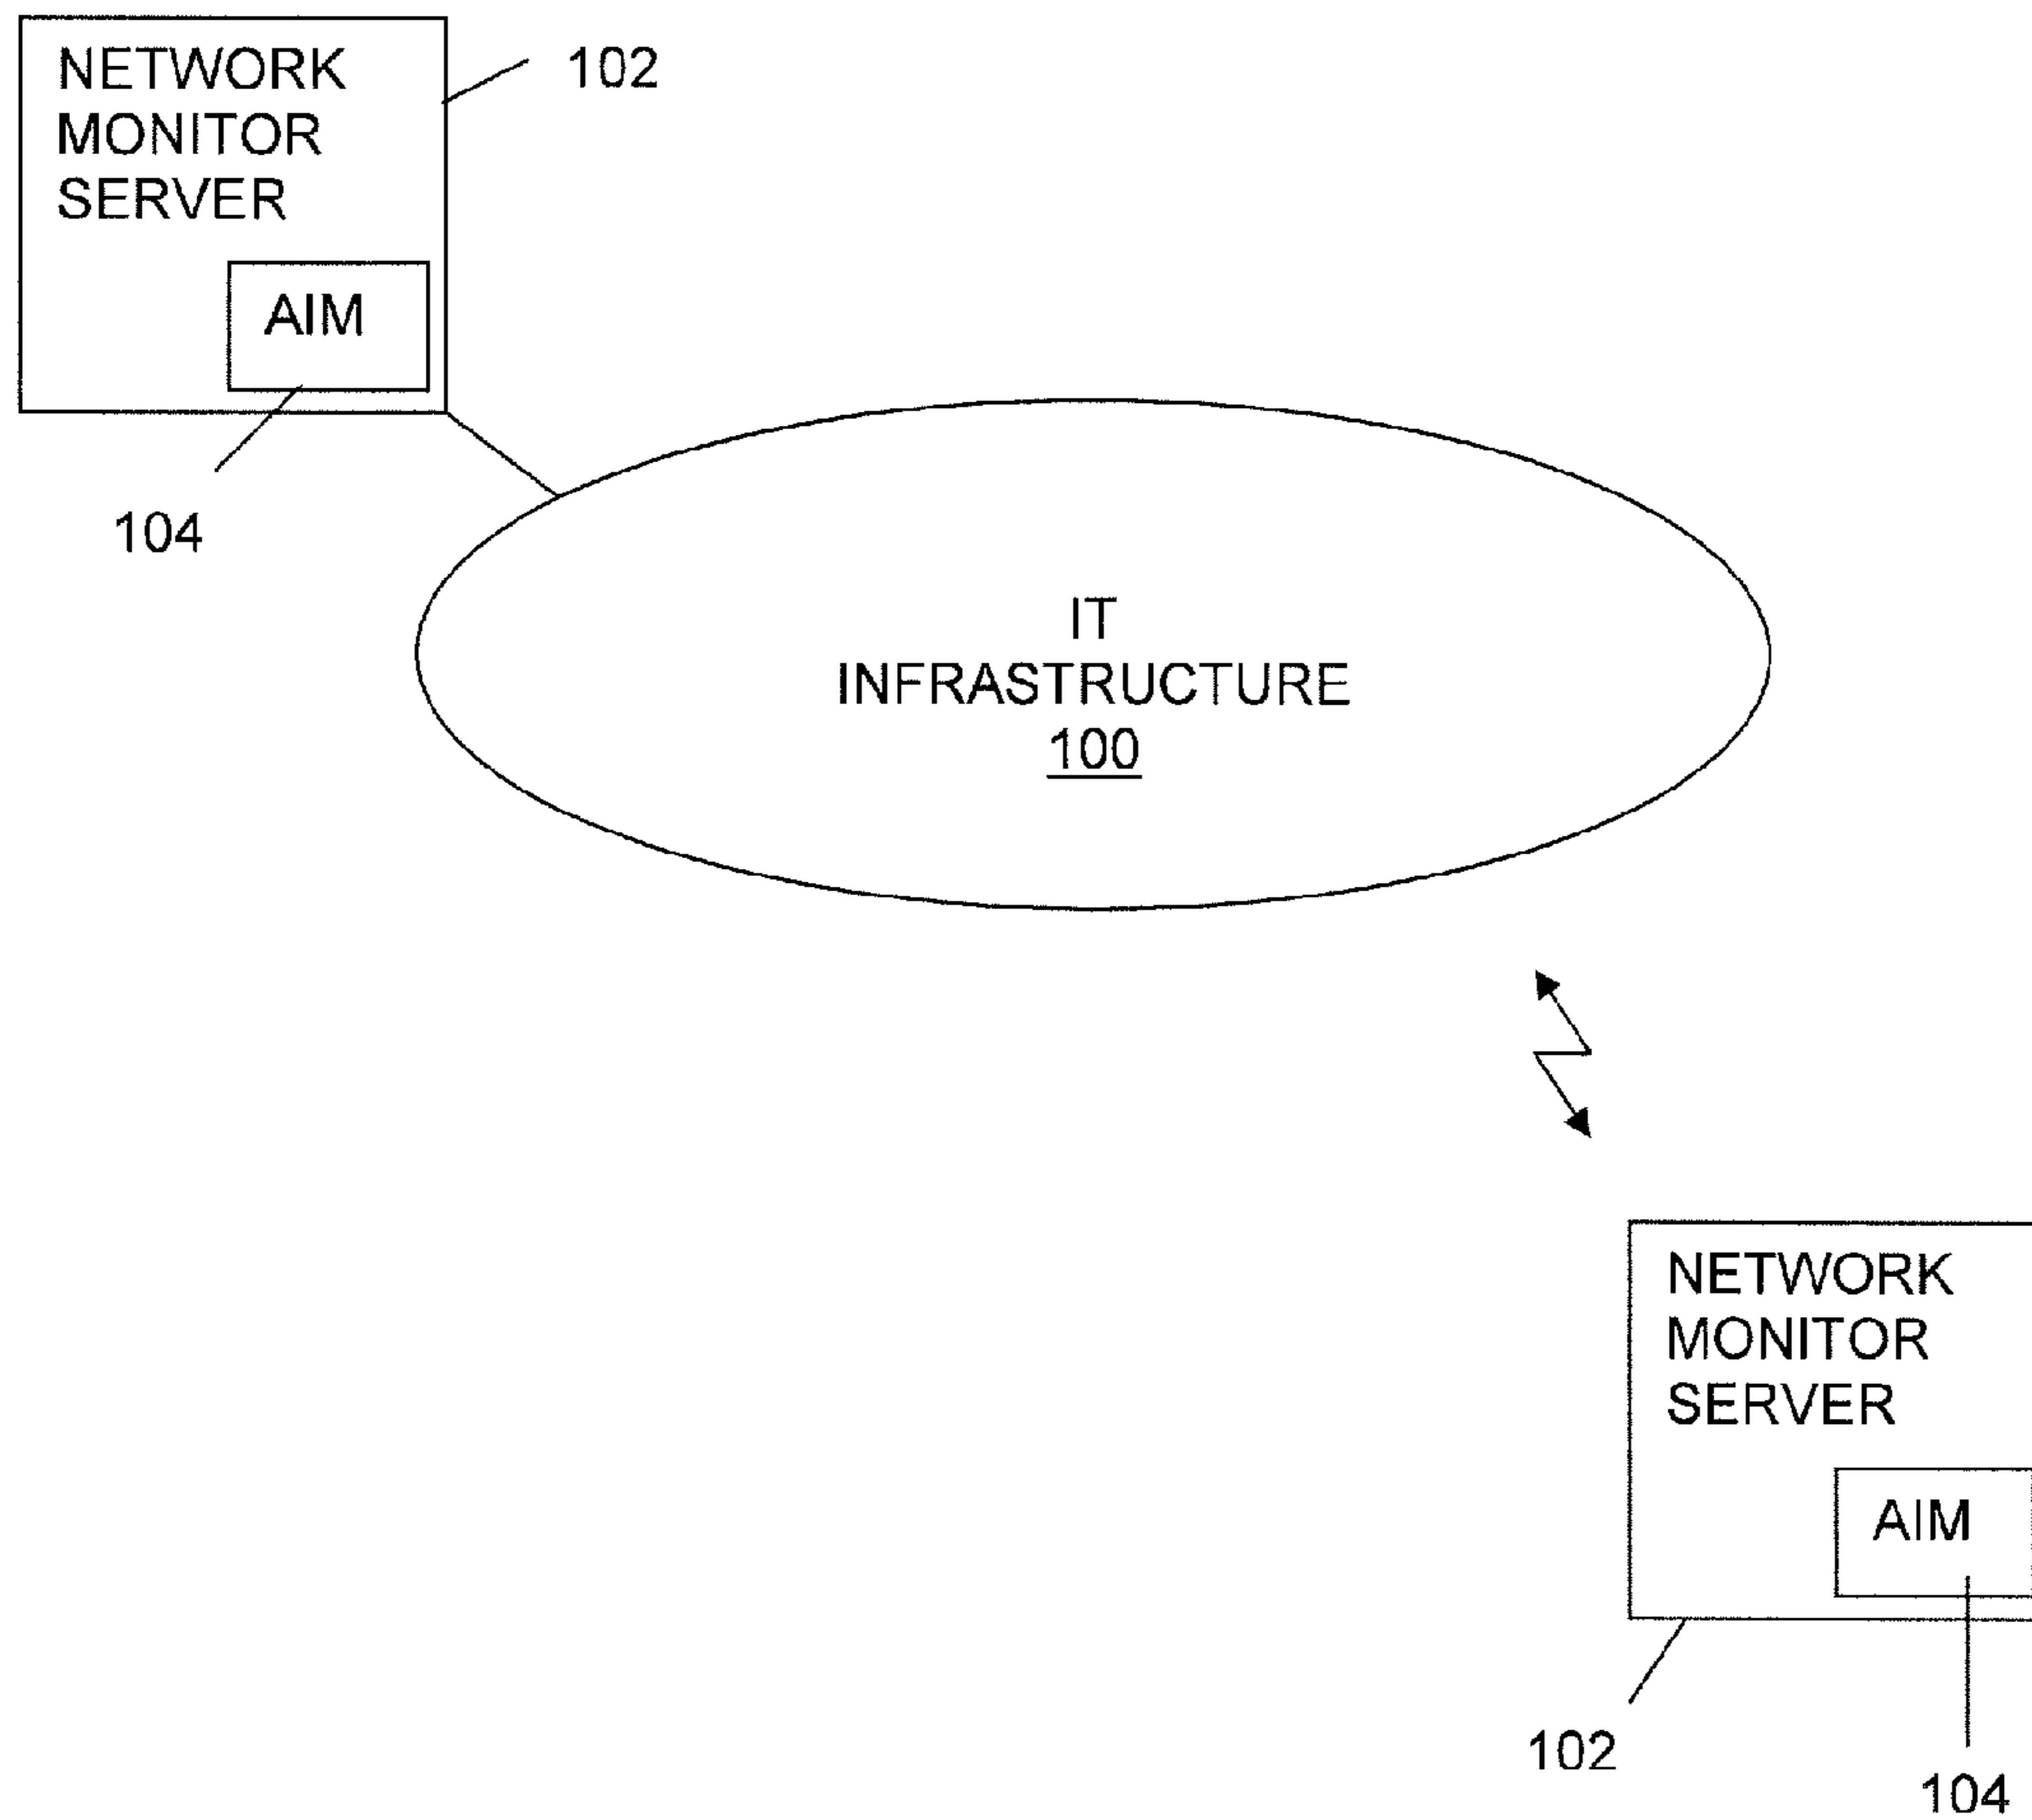 NETWORK
MONITOR
SERVER
102
AIM
104
IT
INFRASTRUCTURE
100
NETWORK
MONITOR
SERVER
AIM
102
104